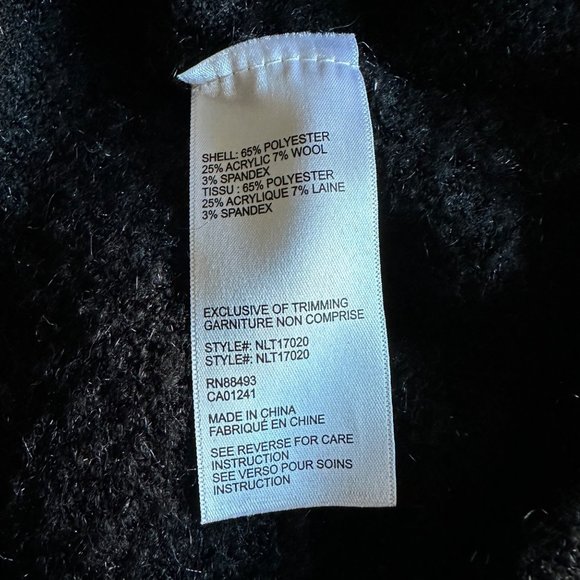 SHELL: 65% POLYESTER
25% ACRYLIC 7% WOOL
3% SPANDEX
TISSU : 65% POLYESTER
25% ACRYLIQUE 7% LAINE
3% SPANDEX
EXCLUSIVE OF TRIMMING
GARNITURE NON COMPRISE
STYLE#: NLT17020
STYLE#: NLT17020
RN88493
CA01241
MADE IN CHINA
FABRIQUÉ EN CHINE
SEE REVERSE FOR CARE
INSTRUCTION
SEE VERSO POUR SOINS
INSTRUCTION